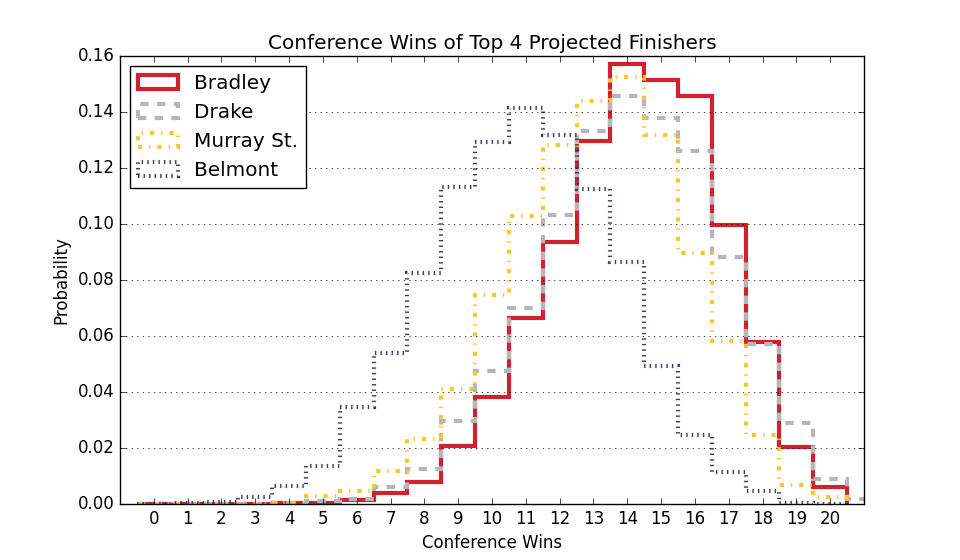 Conference Wins of Top 4 Projected Finishers
Bradley
Drake
Murray St.
Belmont
Probability
0.16
0.14
0.12
0.10
0.08
0.06
0.04
0.02
0.00
0 1 2 3 4 5 6 7 8 9 10 11 12 13 14 15 16 17 18 19 20
Conference Wins